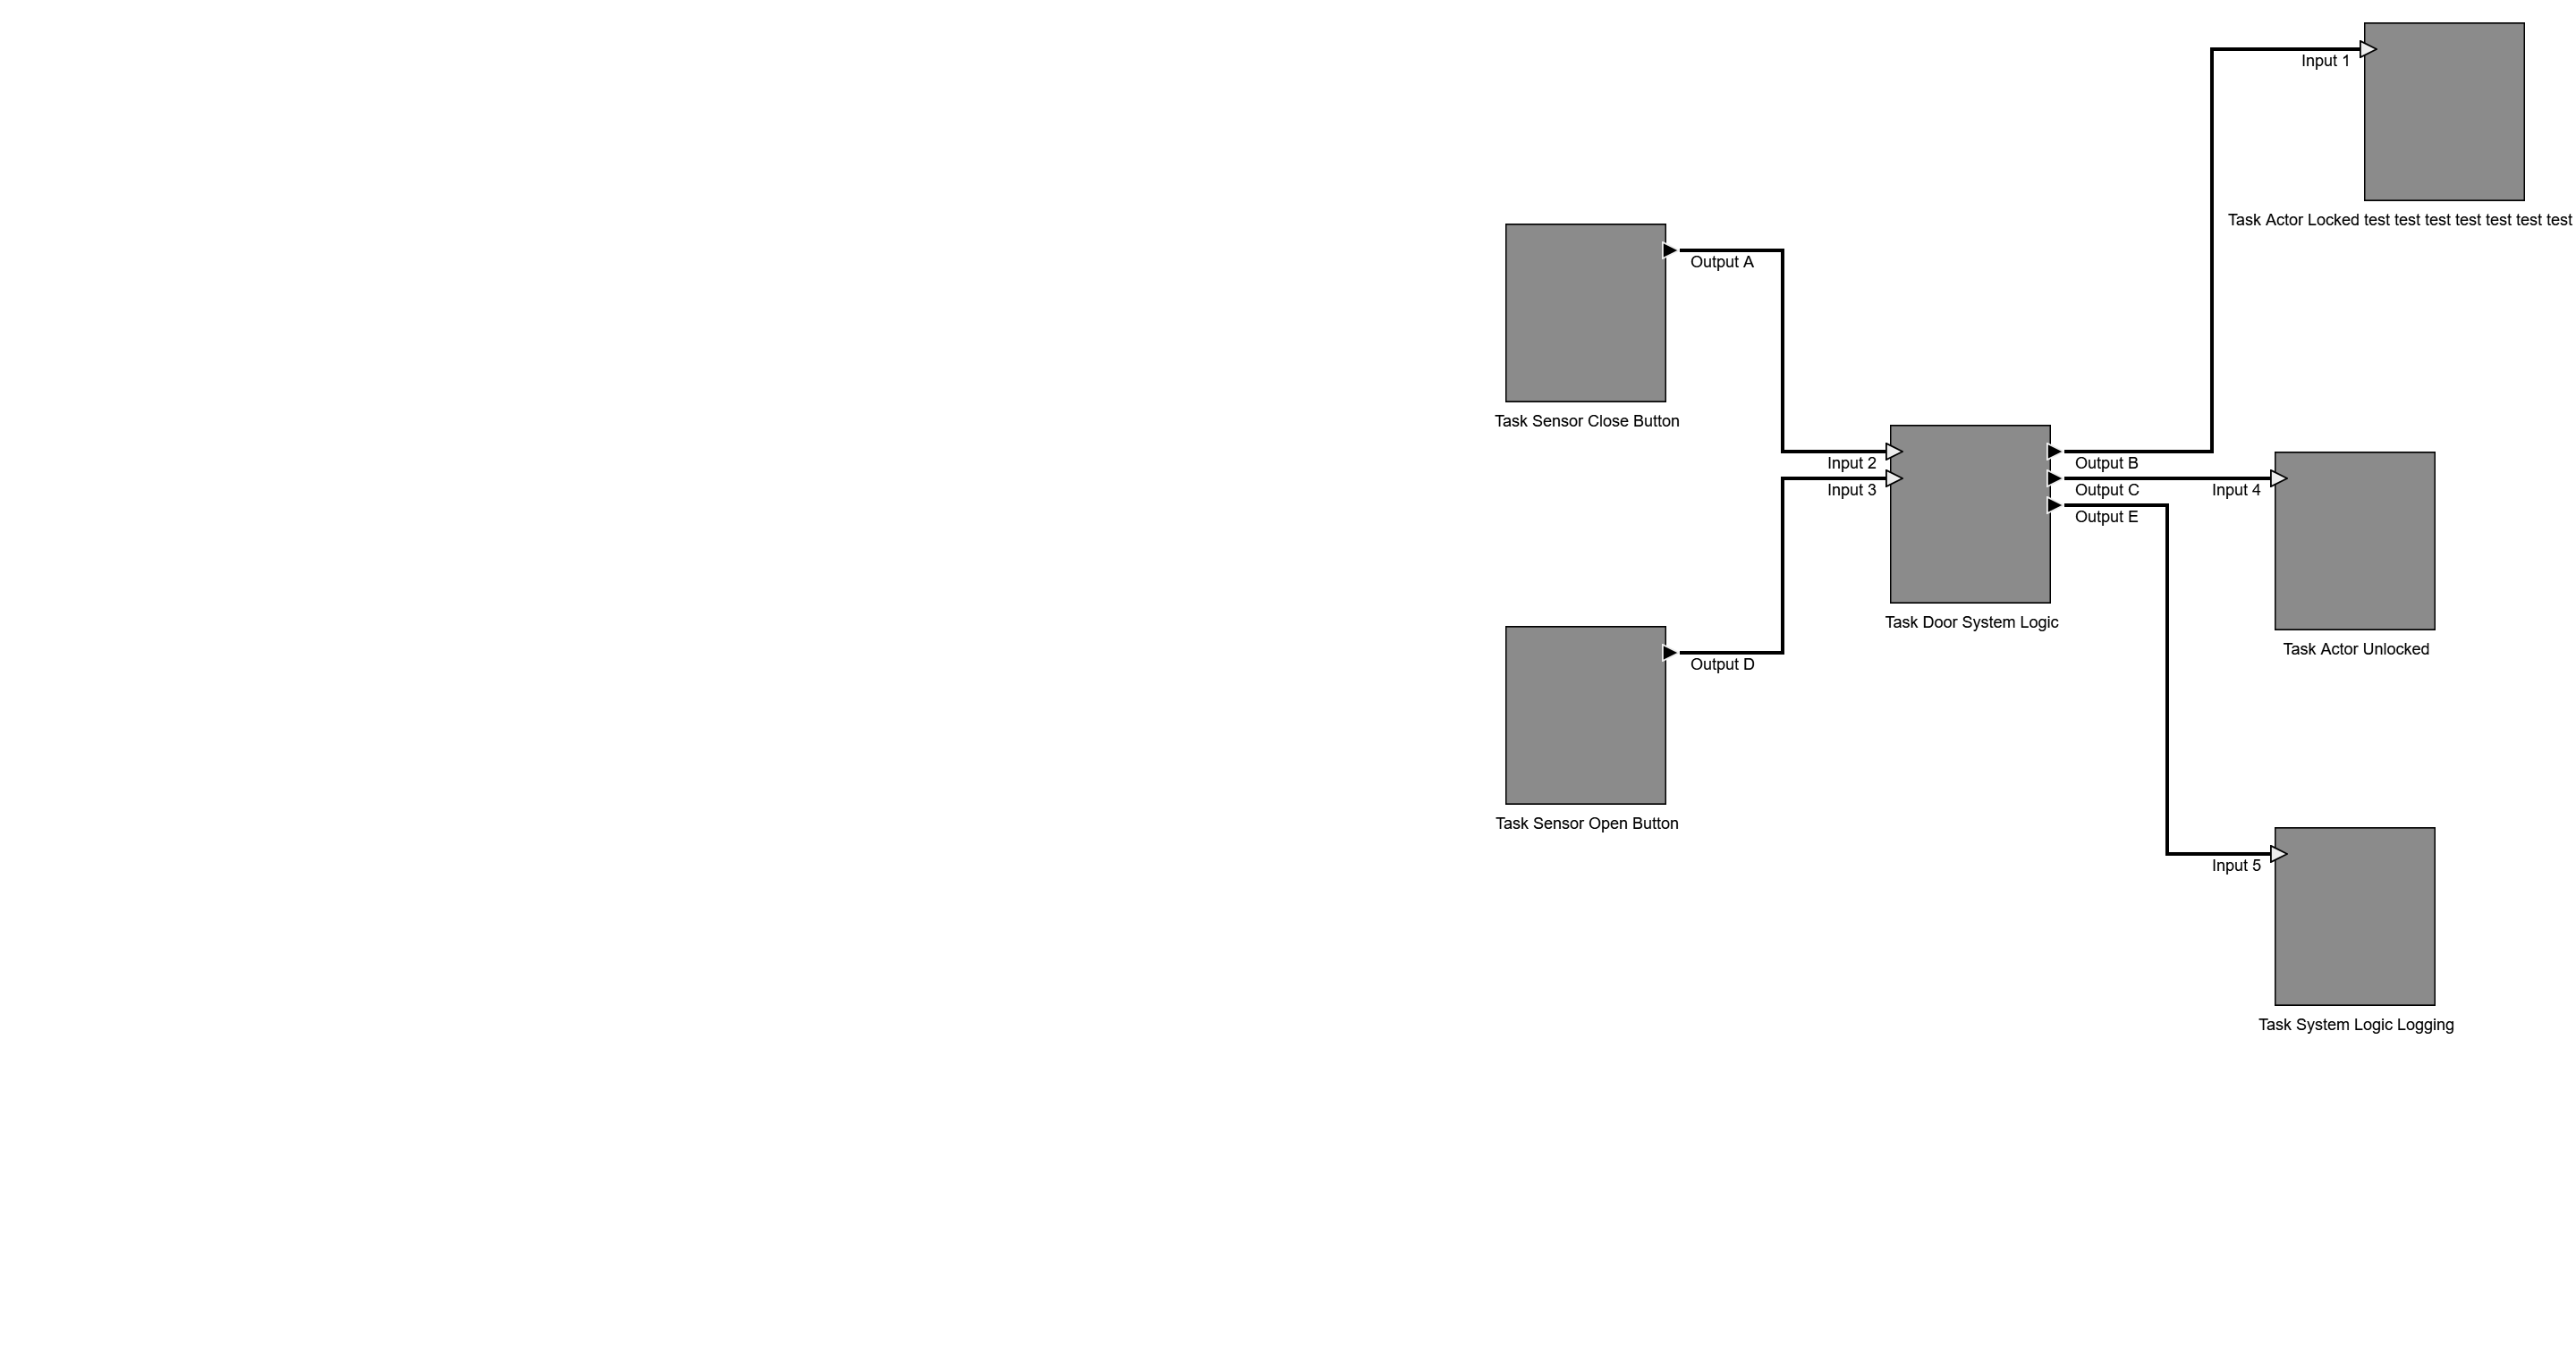 Input 1
Task Actor Locked test test test test test test test
Output A
Task Sensor Close Button
Input 2
Output B
Input 3
Output C
Input 4
Output E
Task Door System Logic
Task Actor Unlocked
Output D
Task Sensor Open Button
Input 5
Task System Logic Logging